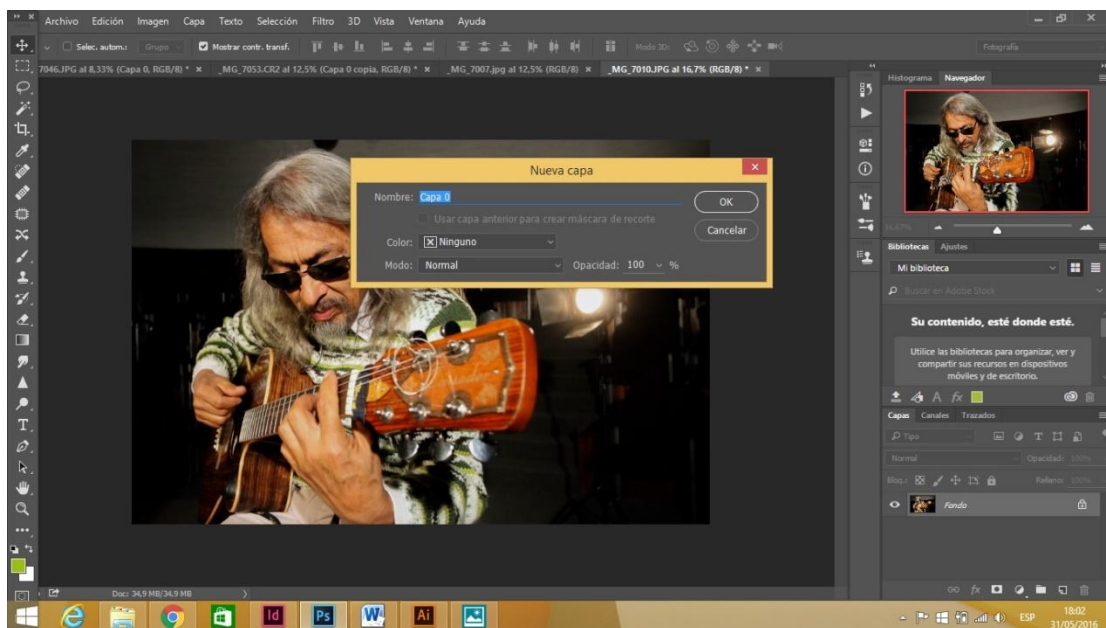 Archivo Edición Imagen Capa Texto Selección Filtro 3D Vista Ventana Ayuda
Selec. autom.: Grupo Mostrar contr. transf. Modo 3D: Fotografía
7046.JPG al 8,33% (Capa 0, RGB/8) * × _MG_7053.CR2 al 12,5% (Capa 0 copia, RGB/8) * × _MG_7007.jpg al 12,5% (RGB/8) × _MG_7010.JPG al 16,7% (RGB/8) * ×
Histograma Navegador
Nueva capa
Nombre: Capa 0
OK
Usar capa anterior para crear máscara de recorte
Cancelar
Color: Ninguno
Modo: Normal Opacidad: 100 %
16,67%
Bibliotecas Ajustes
Mi biblioteca
Buscar en Adobe Stock
Su contenido, esté donde esté.
Utilice las bibliotecas para organizar, ver y
compartir sus recursos en dispositivos
móviles y de escritorio.
Capas Canales Trazados
Tipo
Normal Opacidad: 100%
Bloq.: Relleno: 100%
Fondo
Doc: 34,9 MB/34,9 MB
Id Ps W Ai
ESP
18:02
31/05/2016